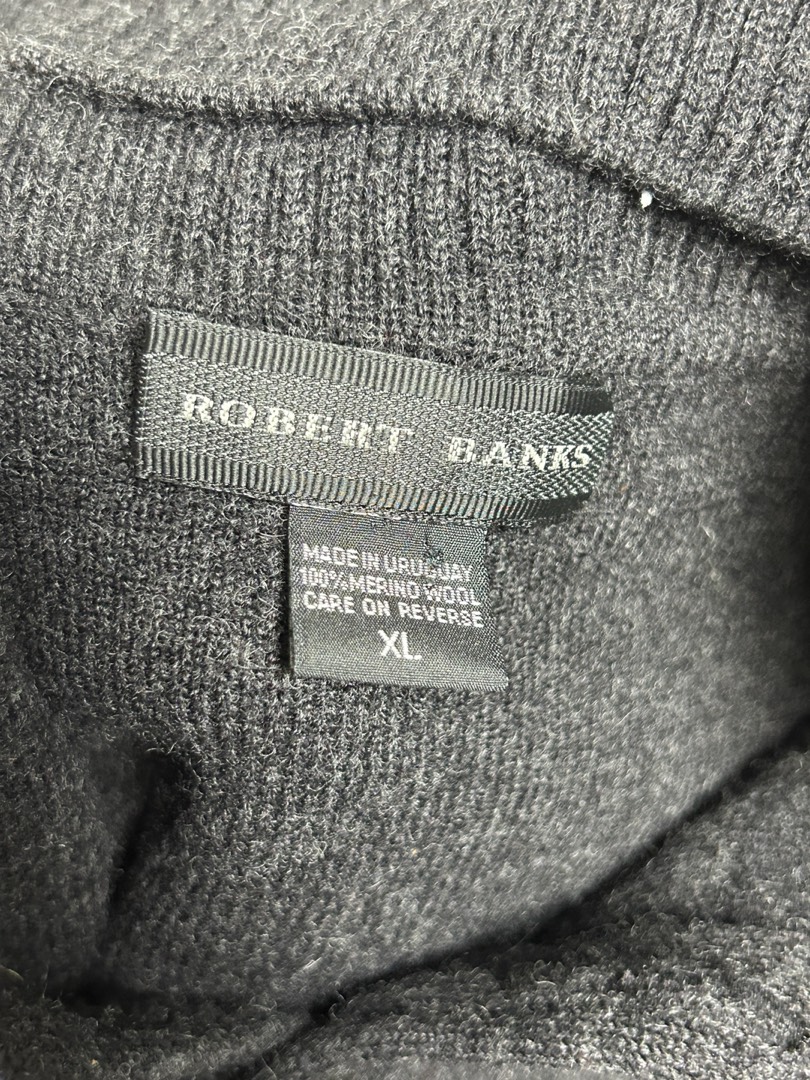 ROBERT BANKS
MADE IN URUGUAY
100% MERINO WOOL
CARE ON REVERSE
XL